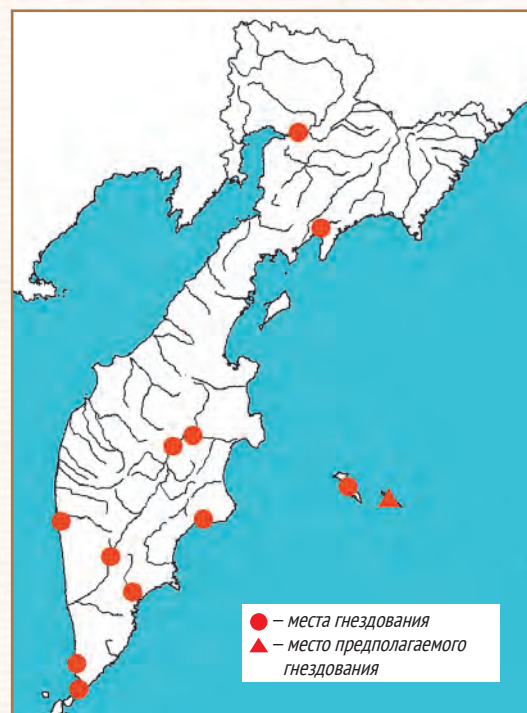 – места гнездования
– место предполагаемого
гнездования